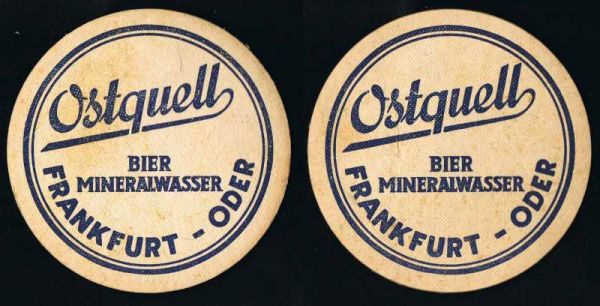 Ostquell
BIER
MINERALWASSER
FRANKFURT - ODER
Ostquell
BIER
MINERALWASSER
FRANKFURT - ODER